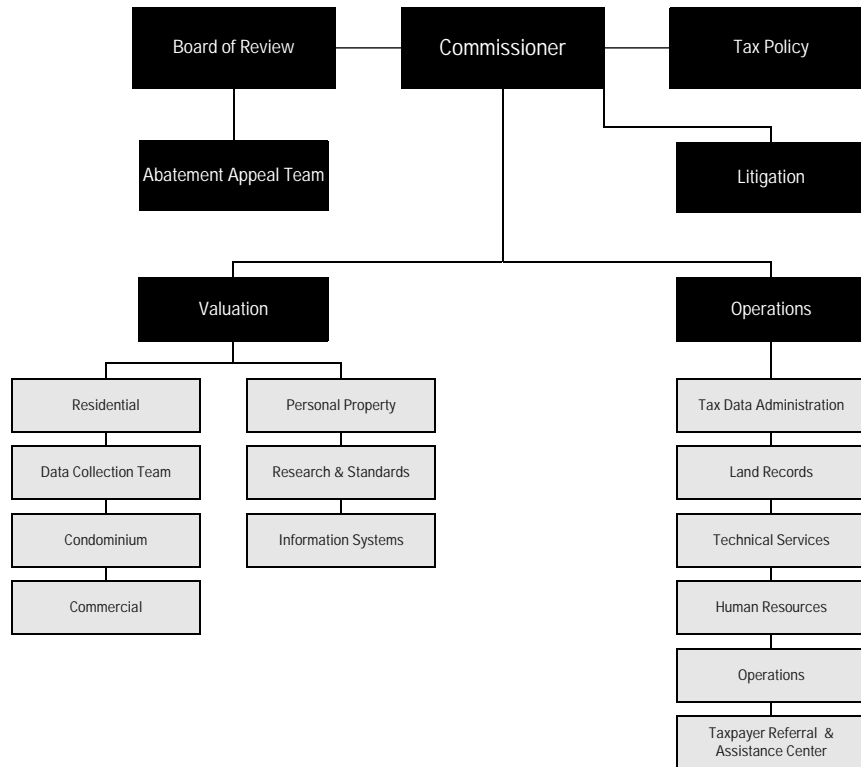 Board of Review
Commissioner
Tax Policy
Abatement Appeal Team
Litigation
Valuation
Operations
Residential
Personal Property
Tax Data Administration
Data Collection Team
Research & Standards
Land Records
Condominium
Information Systems
Technical Services
Commercial
Human Resources
Operations
Taxpayer Referral &
Assistance Center